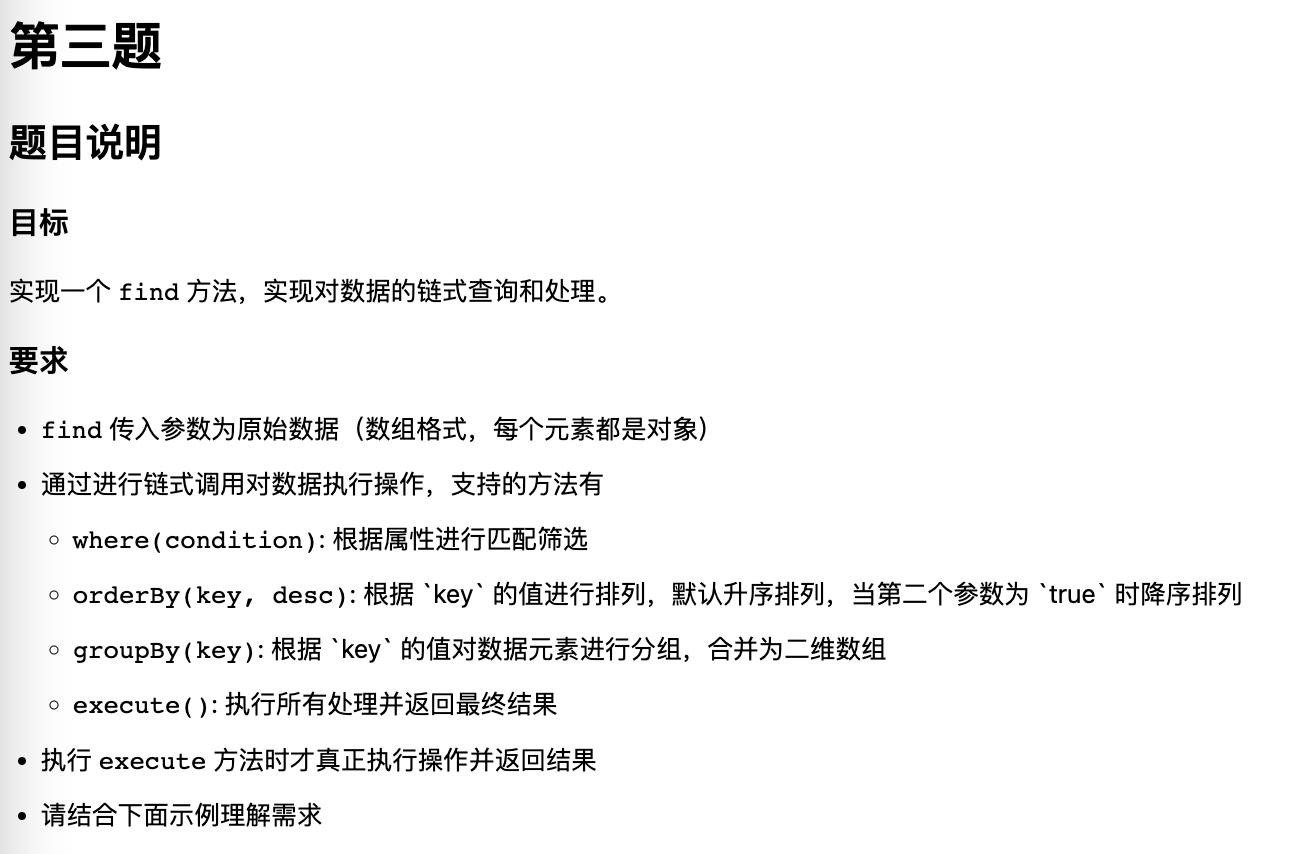 第三题
题目说明
目标
实现一个 find 方法，实现对数据的链式查询和处理。
要求
• find 传入参数为原始数据（数组格式，每个元素都是对象）
• 通过进行链式调用对数据执行操作，支持的方法有
◦ where(condition): 根据属性进行匹配筛选
◦ orderBy(key, desc): 根据 `key` 的值进行排列，默认升序排列，当第二个参数为 `true` 时降序排列
◦ groupBy(key): 根据 `key` 的值对数据元素进行分组，合并为二维数组
◦ execute(): 执行所有处理并返回最终结果
• 执行 execute 方法时才真正执行操作并返回结果
• 请结合下面示例理解需求